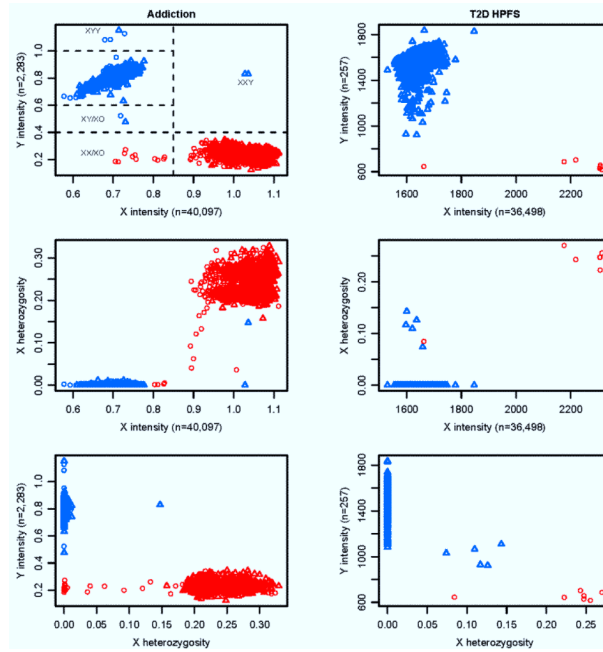 Addiction
T2D HPFS
Y intensity (n=2,283)
1.0
0.8
0.6
0.4
0.2
XYY
XXY
XY/XO
XX/XO
0.6 0.7 0.8 0.9 1.0 1.1
X intensity (n=40,097)
Y intensity (n=257)
1800
1400
1000
600
1600 1800 2000 2200
X intensity (n=36,498)
X heterozygosity
0.30
0.20
0.10
0.00
0.6 0.7 0.8 0.9 1.0 1.1
X intensity (n=40,097)
X heterozygosity
0.30
0.20
0.10
0.00
1600 1800 2000 2200
X intensity (n=36,498)
Y intensity (n=2,283)
1.0
0.8
0.6
0.4
0.2
0.00 0.05 0.10 0.15 0.20 0.25 0.30
X heterozygosity
Y intensity (n=257)
1800
1400
1000
600
0.00 0.05 0.10 0.15 0.20 0.25
X heterozygosity